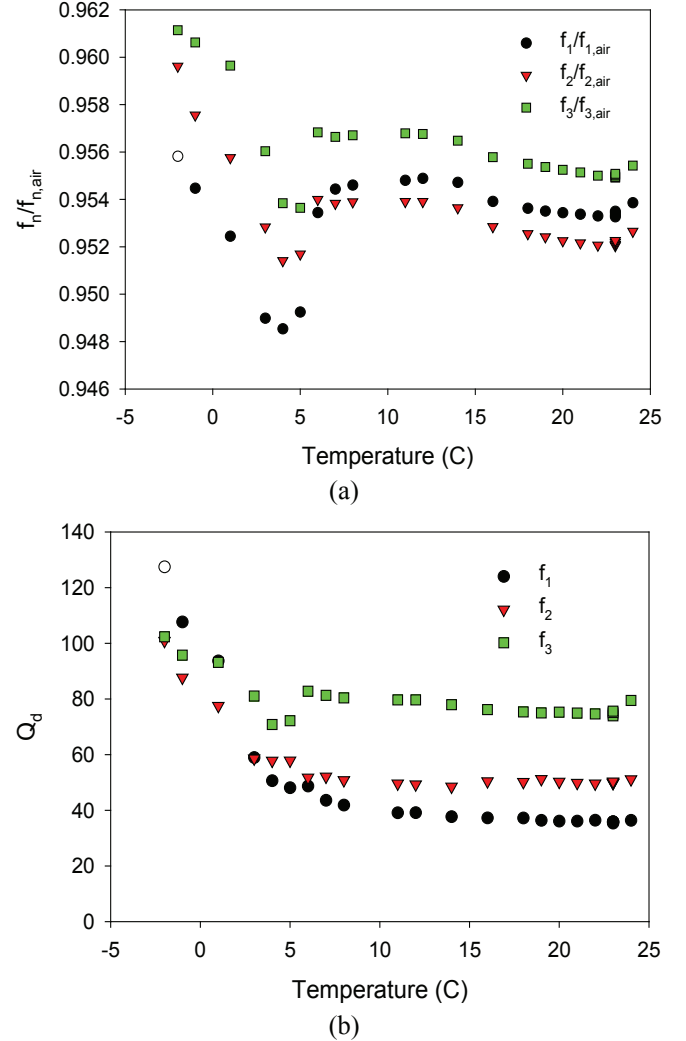 0.962
0.960
0.958
0.956
0.954
0.952
0.950
0.948
0.946
fn/fn,air
f1/f1,air
f2/f2,air
f3/f3,air
-5 0 5 10 15 20 25
Temperature (C)
(a)
140
120
100
80
60
40
20
0
Qd
f1
f2
f3
-5 0 5 10 15 20 25
Temperature (C)
(b)